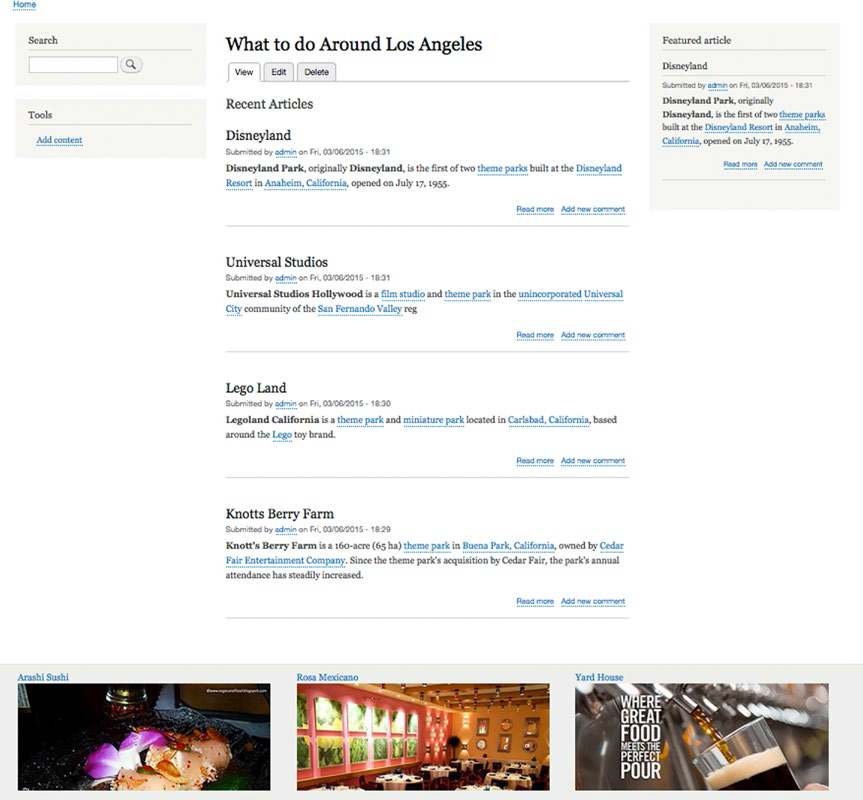 Home
Search
Tools
Add content
What to do Around Los Angeles
View Edit Delete
Recent Articles
Disneyland
Submitted by admin on Fri, 03/06/2015 - 18:31
Disneyland Park, originally Disneyland, is the first of two theme parks built at the Disneyland
Resort in Anaheim, California, opened on July 17, 1955.
Read more Add new comment
Universal Studios
Submitted by admin on Fri, 03/06/2015 - 18:31
Universal Studios Hollywood is a film studio and theme park in the unincorporated Universal
City community of the San Fernando Valley reg
Read more Add new comment
Lego Land
Submitted by admin on Fri, 03/06/2015 - 18:30
Legoland California is a theme park and miniature park located in Carlsbad, California, based
around the Lego toy brand.
Read more Add new comment
Knotts Berry Farm
Submitted by admin on Fri, 03/06/2015 - 18:29
Knott's Berry Farm is a 160-acre (65 ha) theme park in Buena Park, California, owned by Cedar
Fair Entertainment Company. Since the theme park's acquisition by Cedar Fair, the park's annual
attendance has steadily increased.
Read more Add new comment
Featured article
Disneyland
Submitted by admin on Fri, 03/06/2015 - 18:31
Disneyland Park, originally
Disneyland, is the first of two theme parks
built at the Disneyland Resort in Anaheim,
California, opened on July 17, 1955.
Read more Add new comment
Arashi Sushi
Rosa Mexicano
Yard House
WHERE
GREAT
FOOD
MEETS THE
PERFECT
POUR